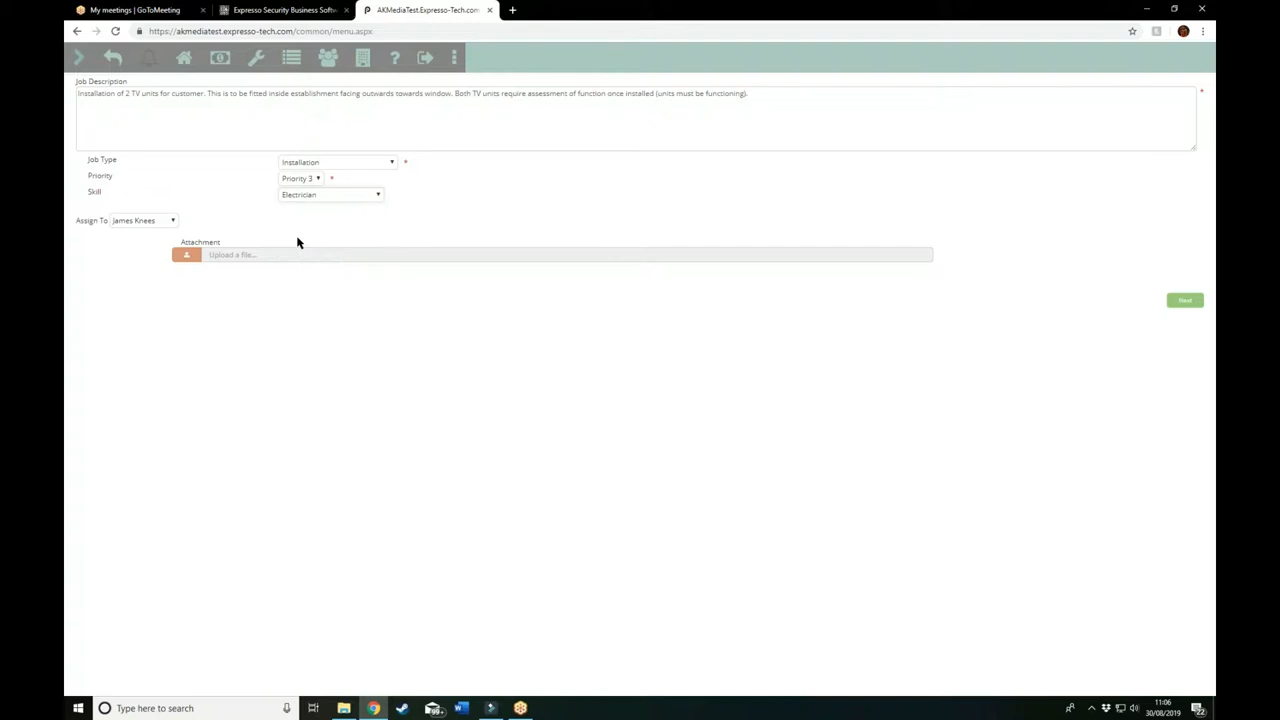 My meetings | GoToMeeting
Expresso Security Business Softw
AKMediaTest.Expresso-Tech.com
https://akmediatest.expresso-tech.com/common/menu.aspx
Job Description
Installation of 2 TV units for customer. This is to be fitted inside establishment facing outwards towards window. Both TV units require assessment of function once installed (units must be functioning).
*
Job Type
Installation
*
Priority
Priority 3
*
Skill
Electrician
Assign To
James Knees
Attachment
Upload a file...
Next
Type here to search
99+
11:06
30/08/2019
22